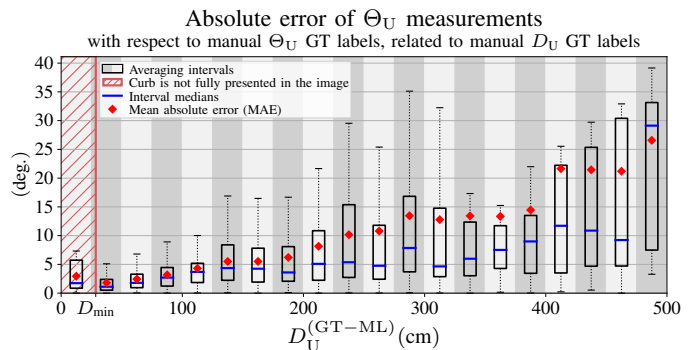 Absolute error of Θ_U measurements
with respect to manual Θ_U GT labels, related to manual D_U GT labels
Averaging intervals
Curb is not fully presented in the image
Interval medians
Mean absolute error (MAE)
(deg.)
40
35
30
25
20
15
10
5
0
0 D_min 100 200 300 400 500
D_U^(GT−ML) (cm)